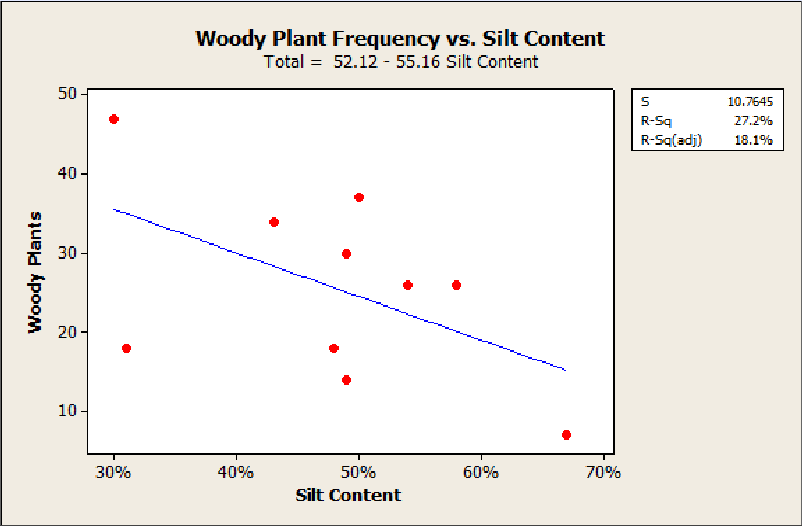 Woody Plant Frequency vs. Silt Content
Total = 52.12 - 55.16 Silt Content
S 10.7645
R-Sq 27.2%
R-Sq(adj) 18.1%
Woody Plants
50
40
30
20
10
30% 40% 50% 60% 70%
Silt Content